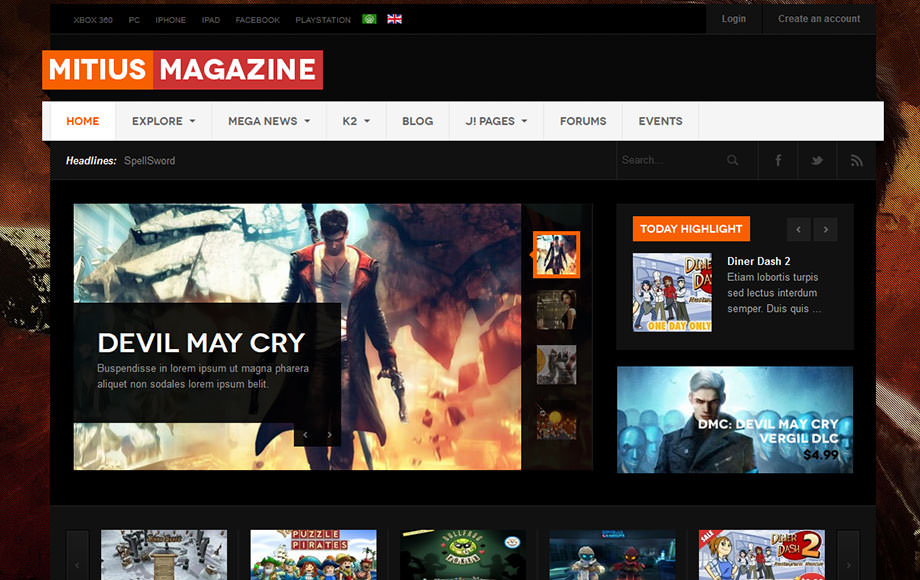 XBOX 360 PC IPHONE IPAD FACEBOOK PLAYSTATION Login Create an account
MITIUS MAGAZINE
HOME EXPLORE MEGA NEWS K2 BLOG J! PAGES FORUMS EVENTS
Headlines: SpellSword Search...
TODAY HIGHLIGHT
Diner Dash 2
Etiam lobortis turpis
sed lectus interdum
semper. Duis quis ...
DINER
DASH
ONE DAY ONLY
DEVIL MAY CRY
Buspendisse in lorem ipsum ut magna pharera
aliquet non sodales lorem ipsum belit.
DMC: DEVIL MAY CRY
VERGIL DLC
$4.99
PUZZLE
PIRATES
SALE
DINER
DASH 2